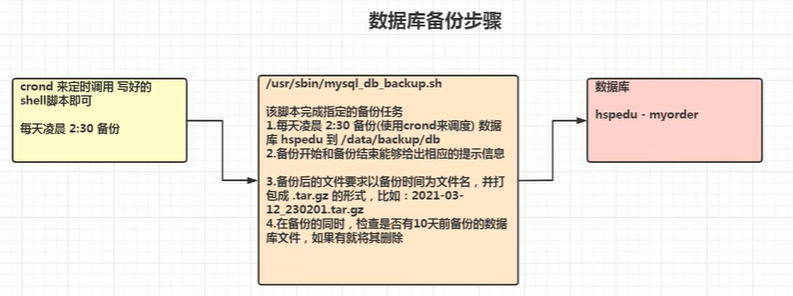 数据库备份步骤
crond 来定时调用 写好的
shell脚本即可
每天凌晨 2:30 备份
/usr/sbin/mysql_db_backup.sh
该脚本完成指定的备份任务
1.每天凌晨 2:30 备份(使用crond来调度) 数据
库 hspedu 到 /data/backup/db
2.备份开始和备份结束能够给出相应的提示信息
3.备份后的文件要求以备份时间为文件名，并打
包成 .tar.gz 的形式，比如：2021-03-
12_230201.tar.gz
4.在备份的同时，检查是否有10天前备份的数据
库文件，如果有就将其删除
数据库
hspedu - myorder